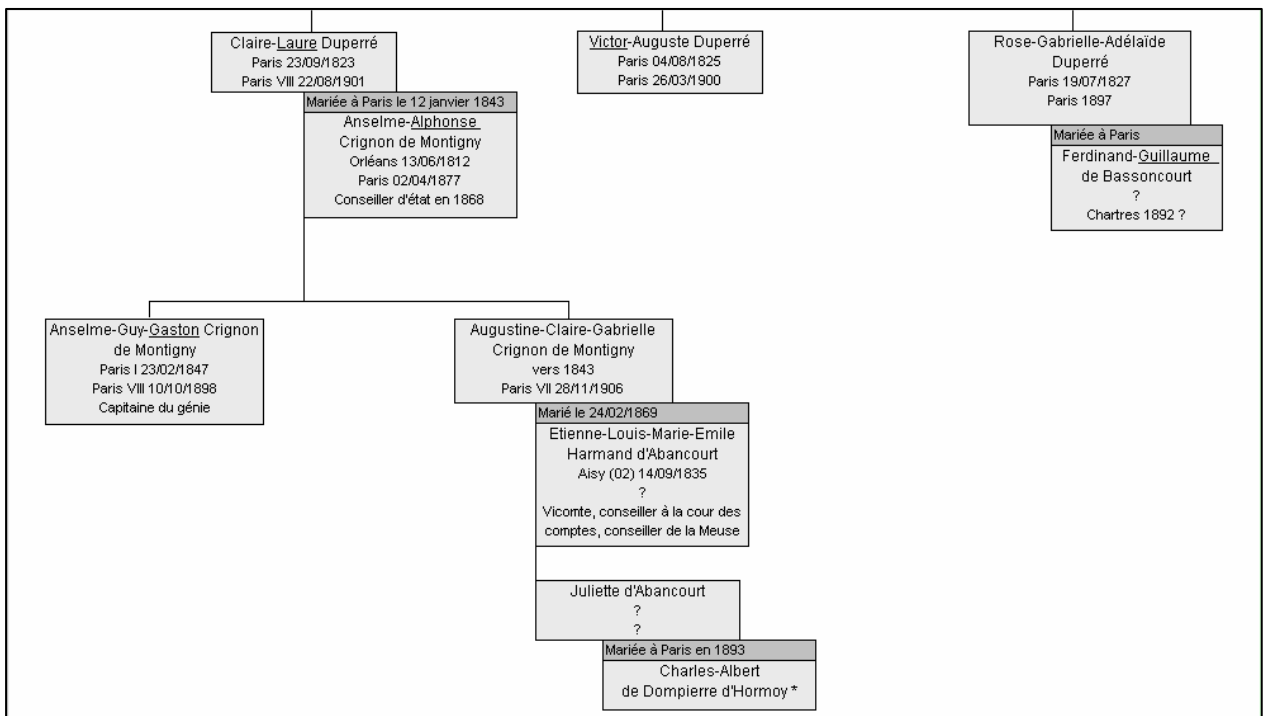 Claire-Laure Duperré
Paris 23/09/1823
Paris VIII 22/08/1901
Mariée à Paris le 12 janvier 1843
Anselme-Alphonse
Crignon de Montigny
Orléans 13/06/1812
Paris 02/04/1877
Conseiller d'état en 1868
Victor-Auguste Duperré
Paris 04/08/1825
Paris 26/03/1900
Rose-Gabrielle-Adélaïde
Duperré
Paris 19/07/1827
Paris 1897
Mariée à Paris
Ferdinand-Guillaume
de Bassoncourt
?
Chartres 1892 ?
Anselme-Guy-Gaston Crignon
de Montigny
Paris I 23/02/1847
Paris VIII 10/10/1898
Capitaine du génie
Augustine-Claire-Gabrielle
Crignon de Montigny
vers 1843
Paris VII 28/11/1906
Marié le 24/02/1869
Etienne-Louis-Marie-Emile
Harmand d'Abancourt
Aisy (02) 14/09/1835
?
Vicomte, conseiller à la cour des
comptes, conseiller de la Meuse
Juliette d'Abancourt
?
?
Mariée à Paris en 1893
Charles-Albert
de Dompierre d'Hormoy *